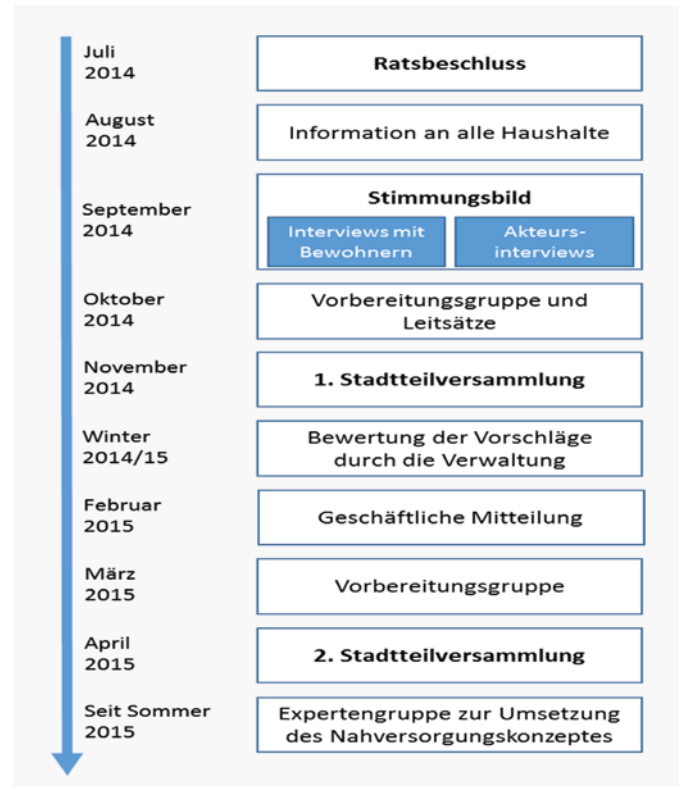 Juli
2014
Ratsbeschluss
August
2014
Information an alle Haushalte
September
2014
Stimmungsbild
Interviews mit
Bewohnern
Akteurs-
interviews
Oktober
2014
Vorbereitungsgruppe und
Leitsätze
November
2014
1. Stadtteilversammlung
Winter
2014/15
Bewertung der Vorschläge
durch die Verwaltung
Februar
2015
Geschäftliche Mitteilung
März
2015
Vorbereitungsgruppe
April
2015
2. Stadtteilversammlung
Seit Sommer
2015
Expertengruppe zur Umsetzung
des Nahversorgungskonzeptes